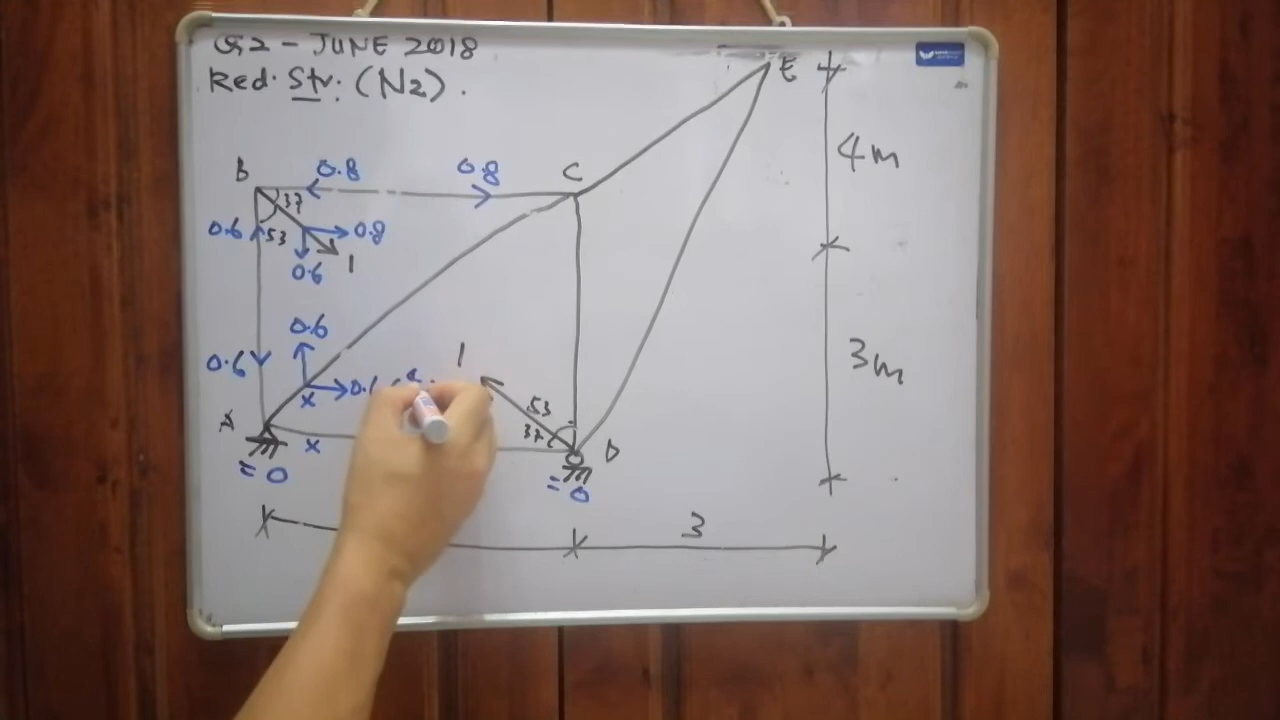 Q2 - JUNE 2018
Red. Str. (N2).
E
4m
B
0.8
0.8
C
37
0.6
53
0.8
0.6
1
0.6
0.6
1
3m
x
A
53
37
D
x
= 0
= 0
3